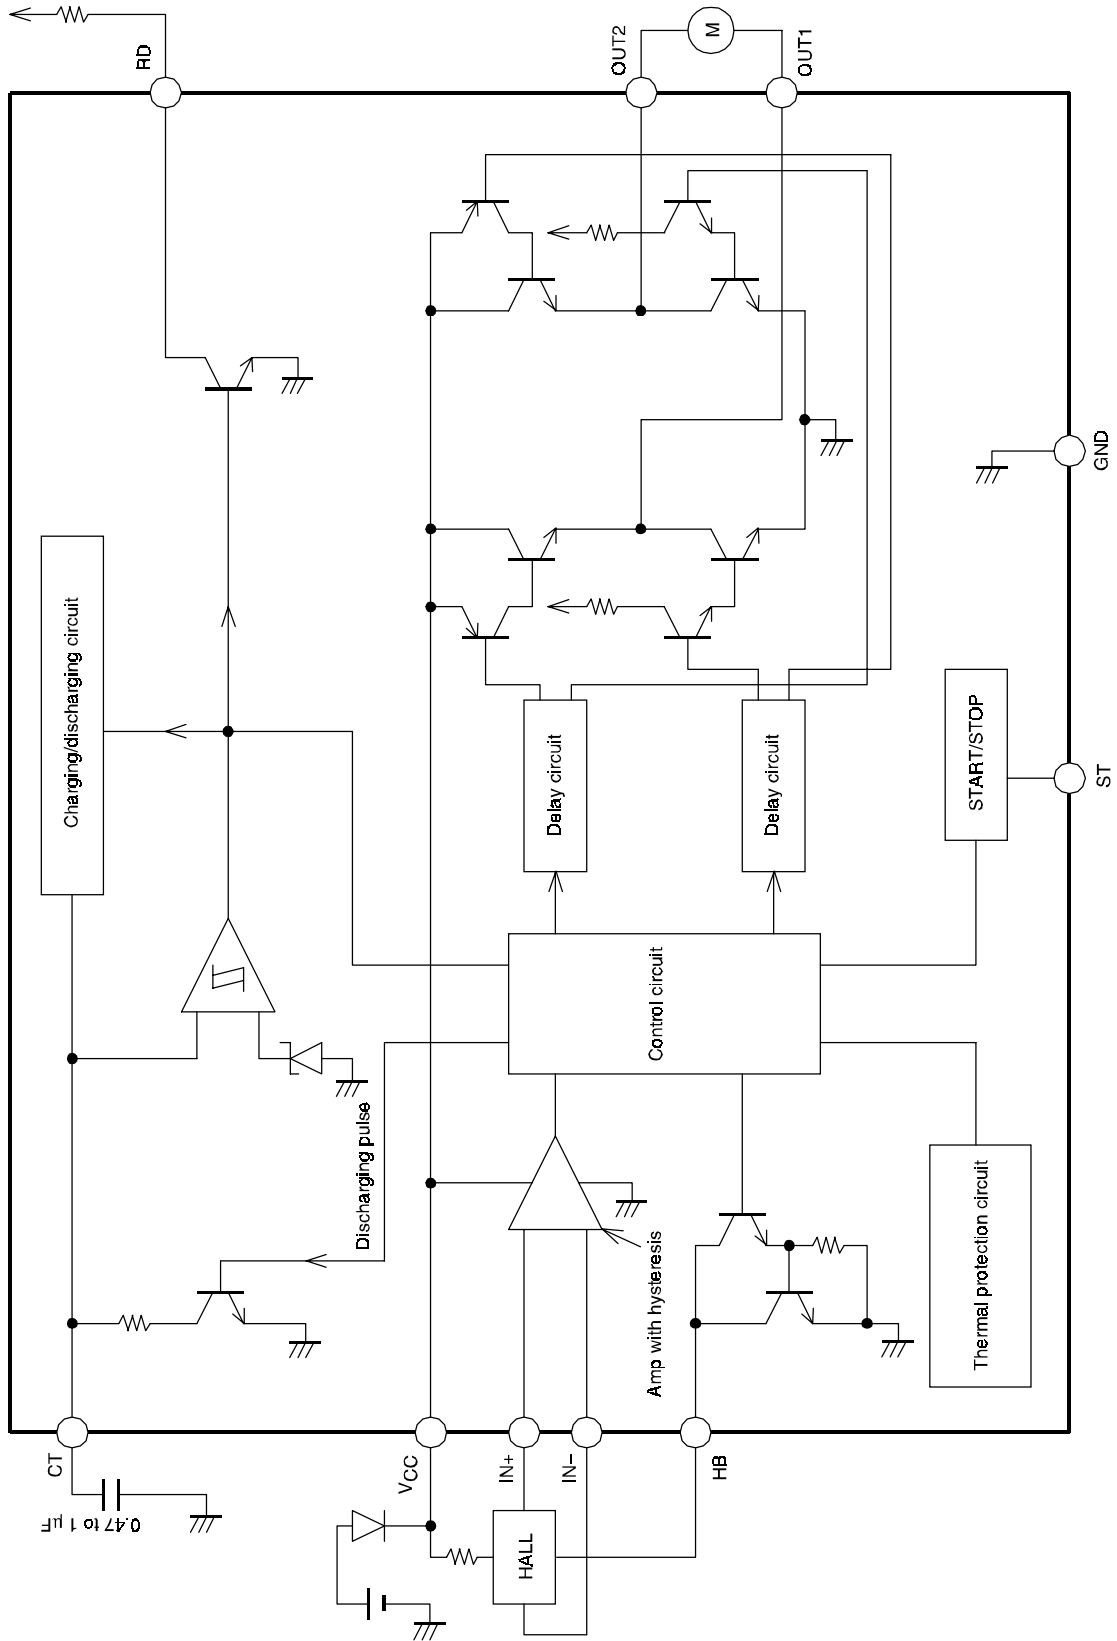 RD
OUT2
M
OUT1
GND
ST
Charging/discharging circuit
Delay circuit
Delay circuit
START/STOP
Control circuit
Discharging pulse
Amp with hysteresis
Thermal protection circuit
CT
VCC
IN+
IN−
HB
0.47 to 1 µF
HALL